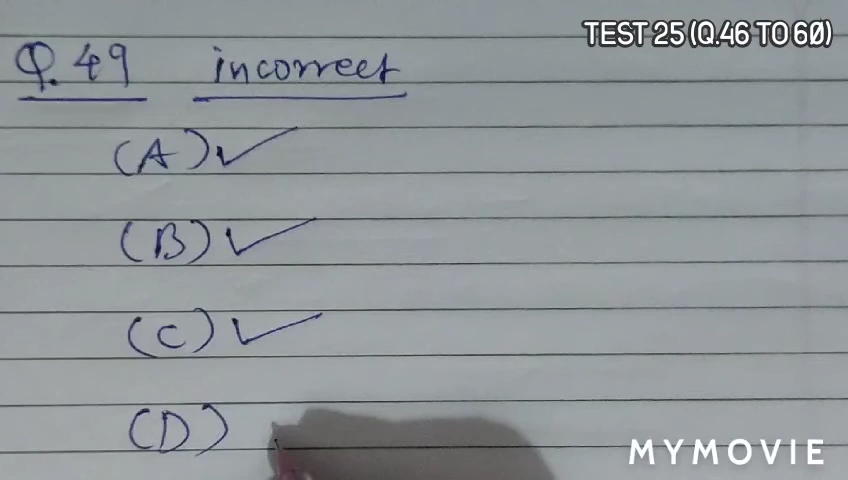 TEST 25 (Q.46 TO 60)
Q. 49 incorrect
(A) ✓
(B) ✓
(C) ✓
(D)
MYMOVIE